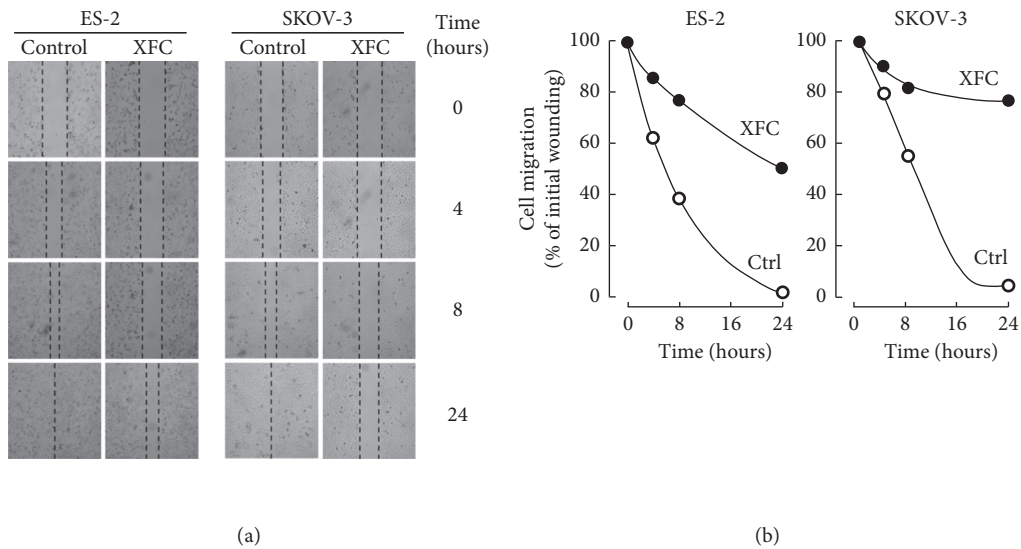 ES-2
SKOV-3
Time
(hours)
Control
XFC
Control
XFC
0
4
8
24
(a)
Cell migration
(% of initial wounding)
ES-2
100
80
60
40
20
0
XFC
Ctrl
0 8 16 24
Time (hours)
SKOV-3
100
80
60
40
20
0
XFC
Ctrl
0 8 16 24
Time (hours)
(b)